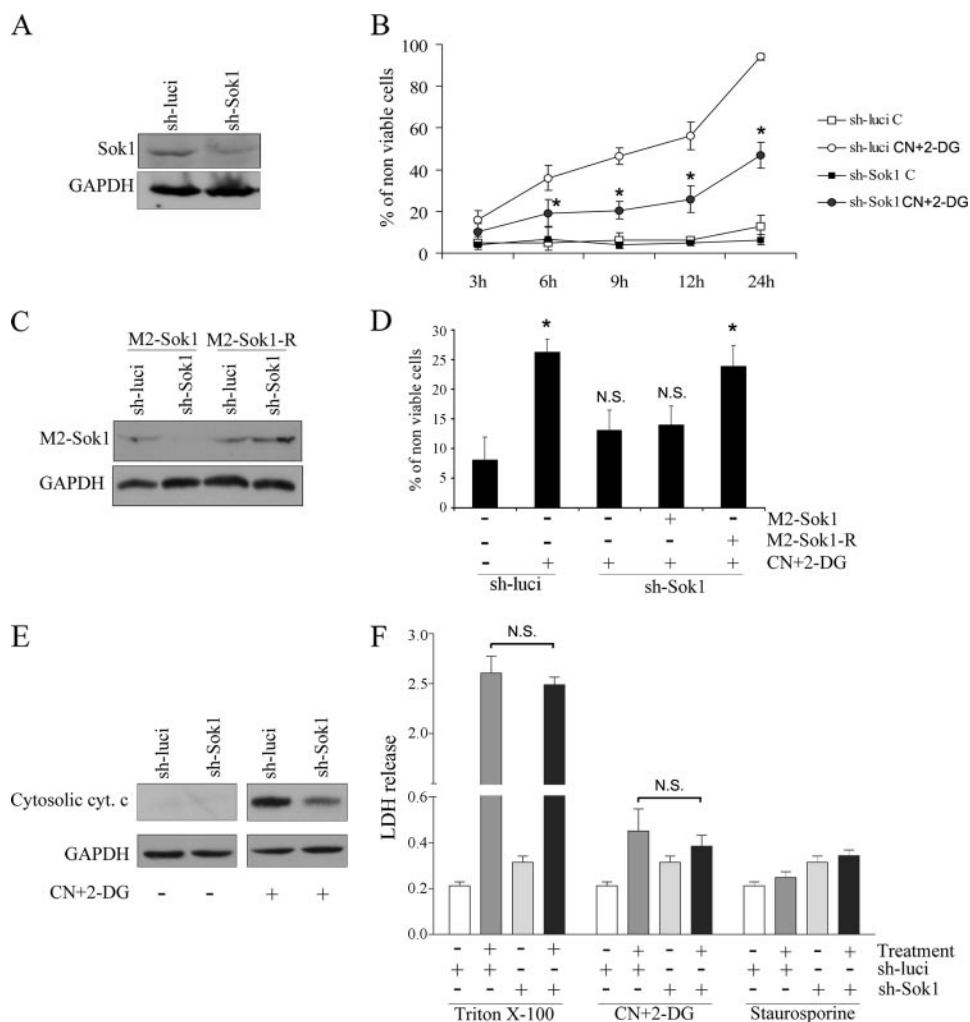 A
sh-luci
sh-Sok1
Sok1
GAPDH
B
% of non viable cells
100
80
60
40
20
0
3h
6h
9h
12h
24h
*
*
*
*
*
sh-luci C
sh-luci CN+2-DG
sh-Sok1 C
sh-Sok1 CN+2-DG
C
M2-Sok1 M2-Sok1-R
sh-luci
sh-Sok1
sh-luci
sh-Sok1
M2-Sok1
GAPDH
D
% of non viable cells
30
25
20
15
10
5
0
*
N.S.
N.S.
*
- - - + - M2-Sok1
- - - - + M2-Sok1-R
- + + + + CN+2-DG
sh-luci sh-Sok1
E
sh-luci
sh-Sok1
sh-luci
sh-Sok1
Cytosolic cyt. c
GAPDH
CN+2-DG - - + +
F
LDH release
3.0
2.5
2.0
0.6
0.4
0.2
0.0
N.S.
N.S.
- + - + - + - + - + - + Treatment
+ + + + + + sh-luci
+ + + + + + sh-Sok1
Triton X-100 CN+2-DG Staurosporine